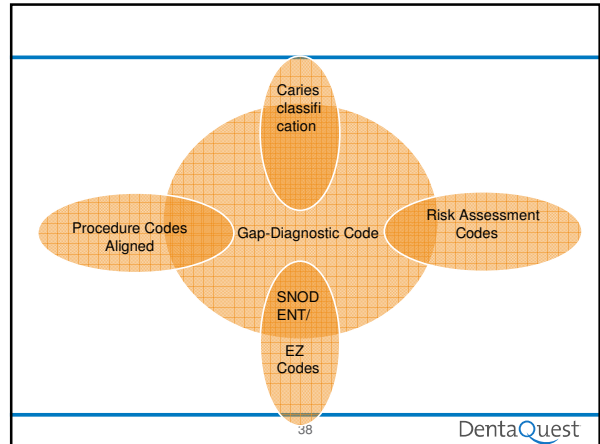 Caries
classifi
cation
Procedure Codes
Aligned
Gap-Diagnostic Code
Risk Assessment
Codes
SNOD
ENT/
EZ
Codes
38
DentaQuest